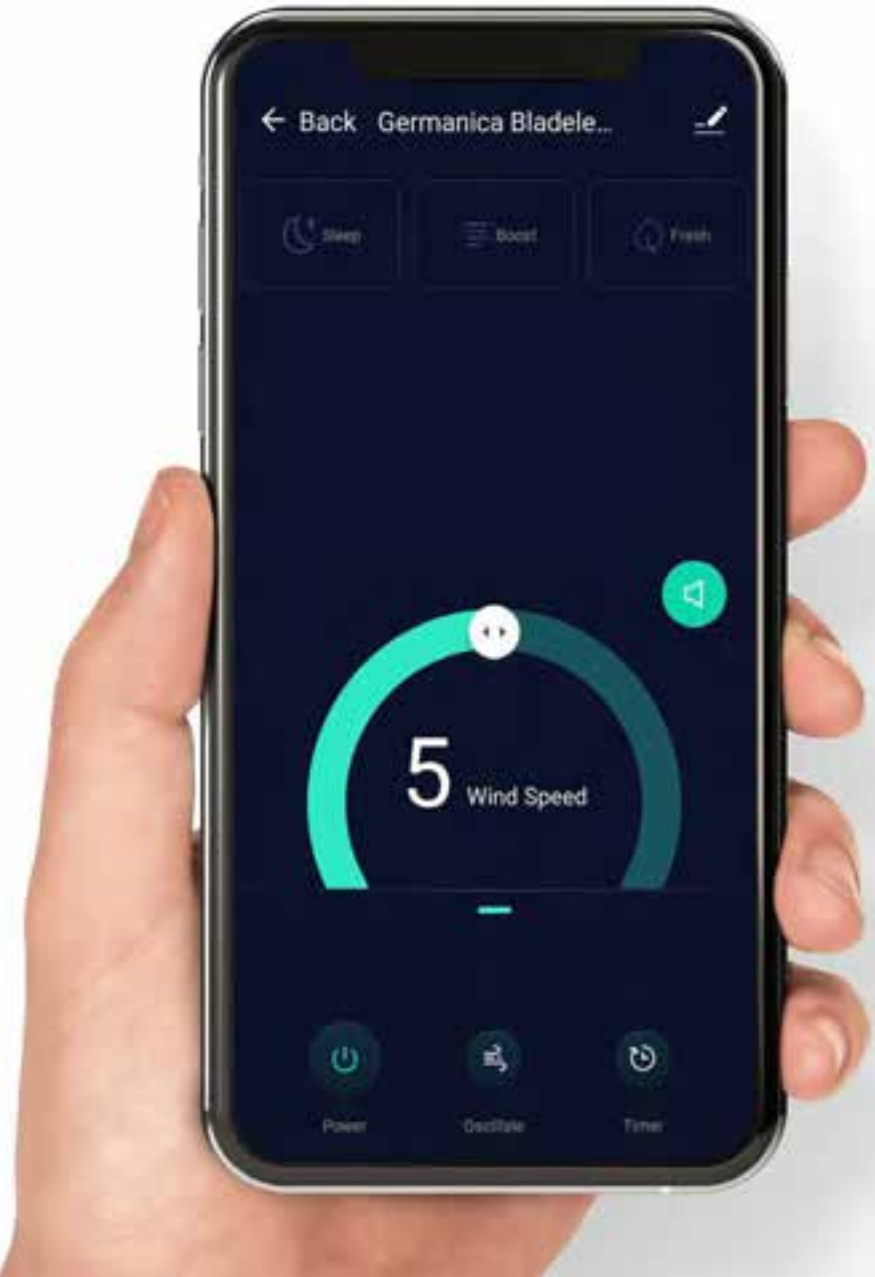 Back Germanica Bladele...
Sleep Boost Fresh
5 Wind Speed
Power Oscillate Timer